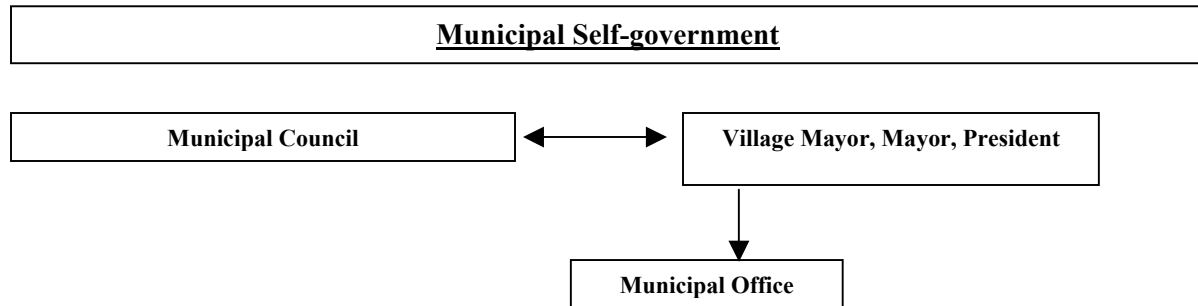 Municipal Self-government
Municipal Council
Village Mayor, Mayor, President
Municipal Office